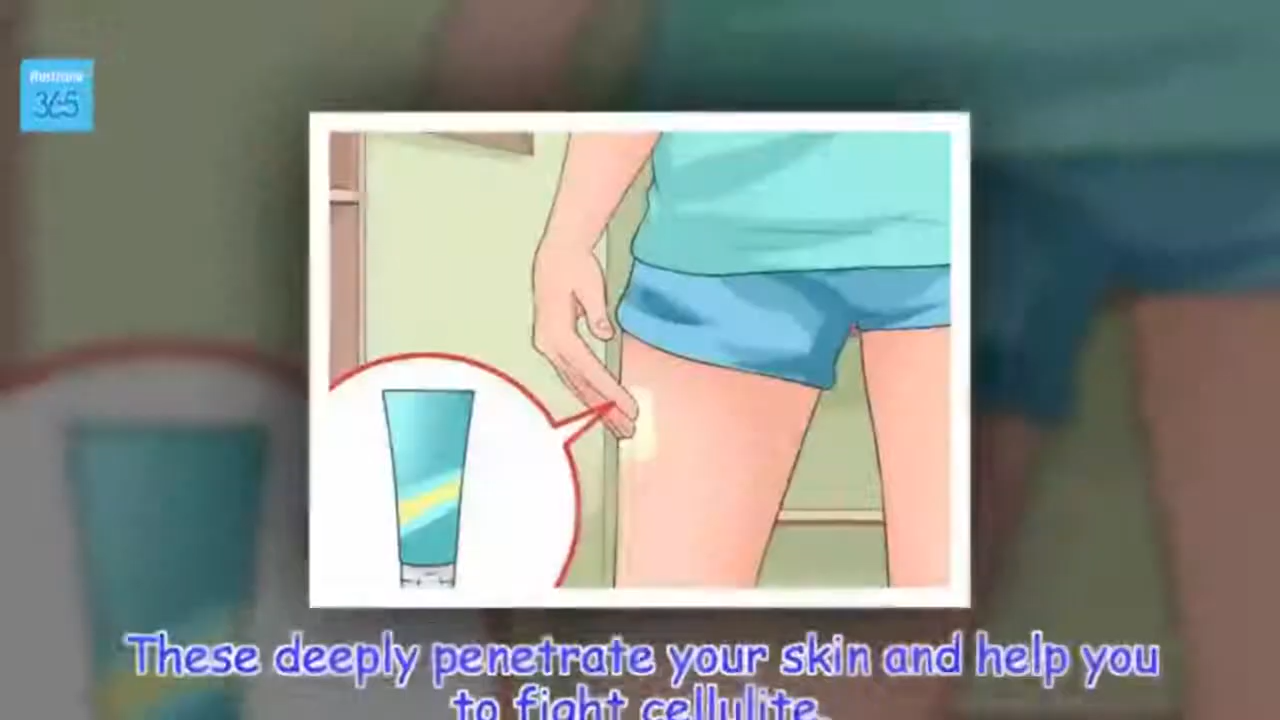 365
These deeply penetrate your skin and help you
to fight cellulite.